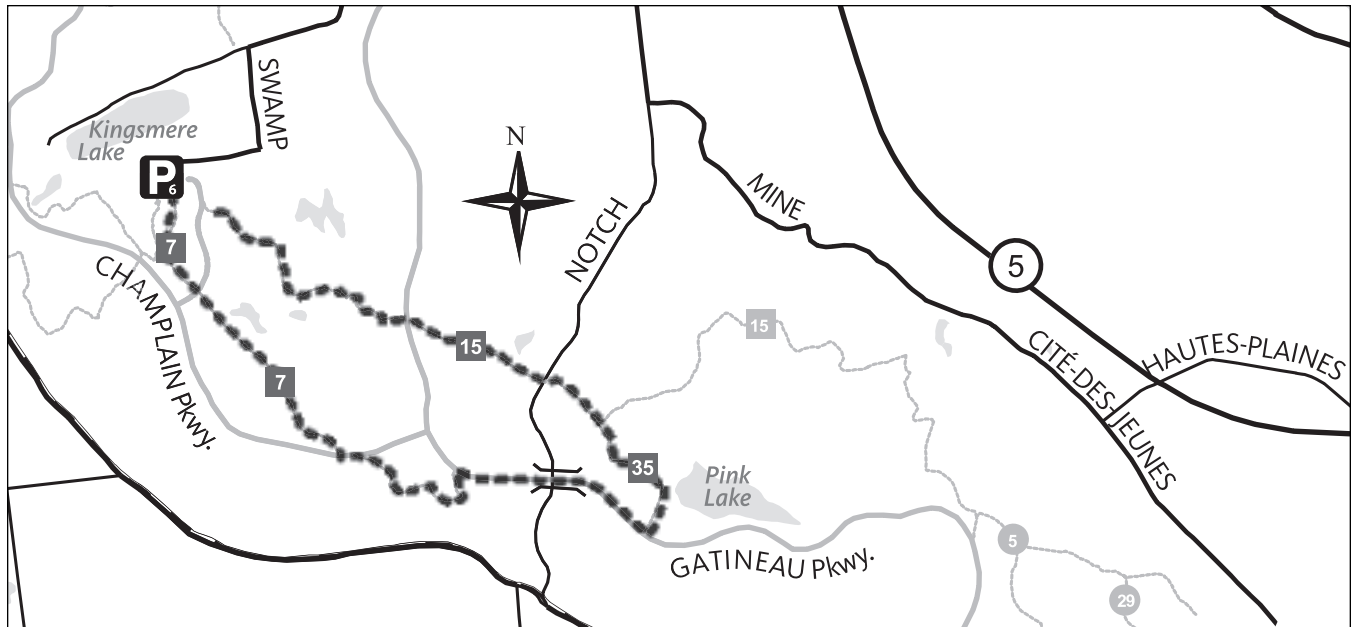 SWAMP
Kingsmere
Lake
P6
N
7
CHAMPLAIN Pkwy.
NOTCH
MINE
5
15
15
7
CITÉ-DES-JEUNES
HAUTES-PLAINES
35
Pink
Lake
GATINEAU Pkwy.
5
29